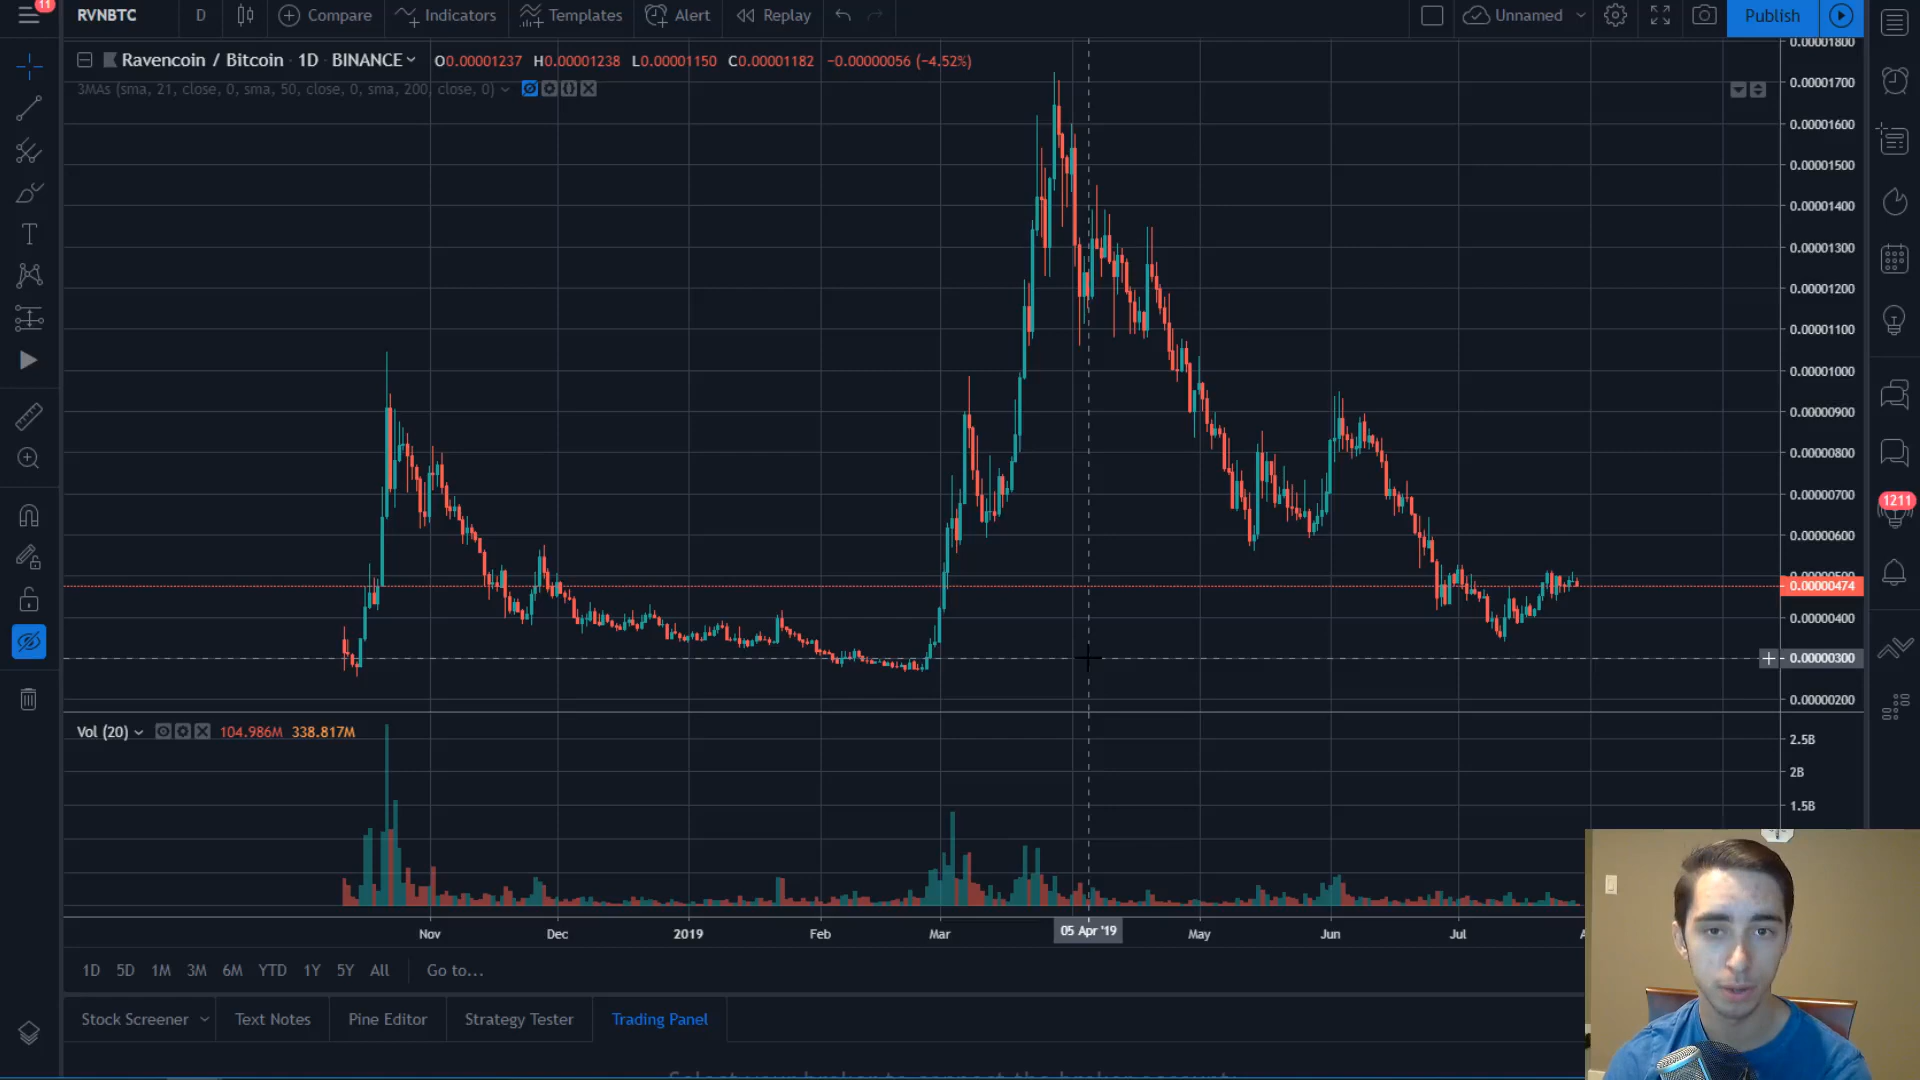 11
RVNBTC D Compare Indicators Templates Alert Replay Unnamed Publish
Ravencoin / Bitcoin · 1D · BINANCE O0.00001237 H0.00001238 L0.00001150 C0.00001182 −0.00000056 (−4.52%)
3MAs (sma, 21, close, 0, sma, 50, close, 0, sma, 200, close, 0)
0.00001800
0.00001700
0.00001600
0.00001500
0.00001400
0.00001300
0.00001200
0.00001100
0.00001000
0.00000900
0.00000800
0.00000700
0.00000600
0.00000500
0.00000474
0.00000400
0.00000300
0.00000200
1211
Vol (20) 104.986M 338.817M
2.5B
2B
1.5B
Nov Dec 2019 Feb Mar 05 Apr '19 May Jun Jul
1D 5D 1M 3M 6M YTD 1Y 5Y All Go to...
Stock Screener Text Notes Pine Editor Strategy Tester Trading Panel